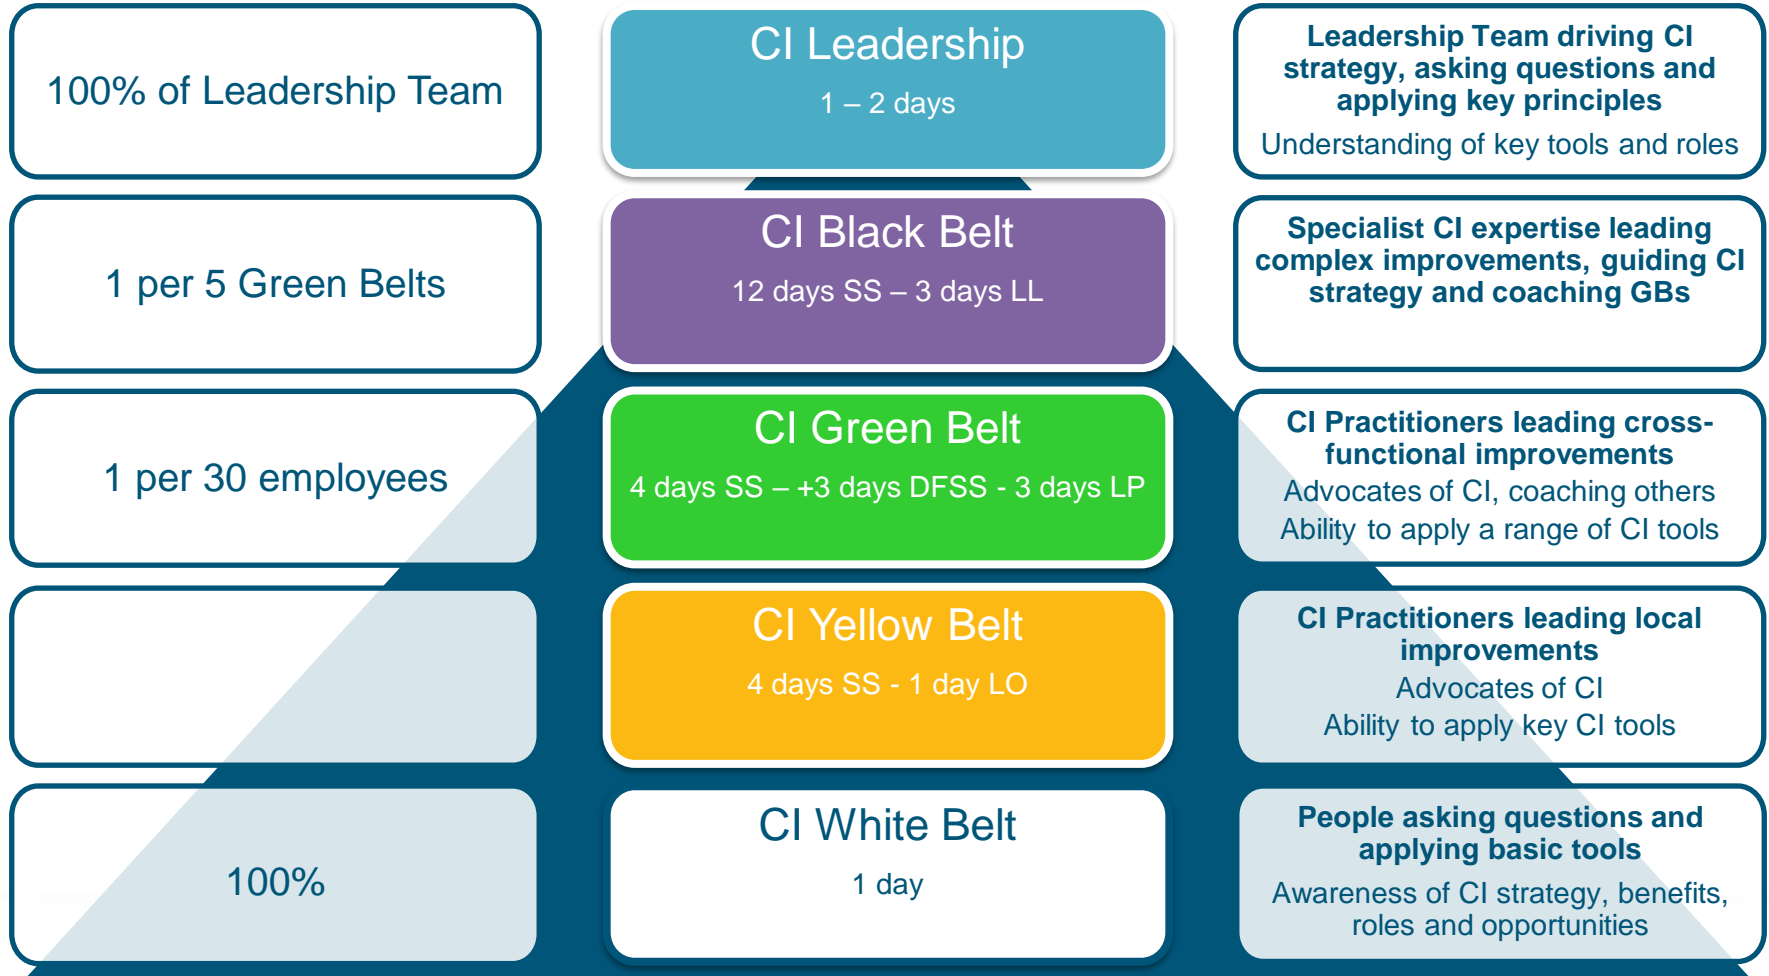 100% of Leadership Team
CI Leadership
1 – 2 days
Leadership Team driving CI
strategy, asking questions and
applying key principles
Understanding of key tools and roles
1 per 5 Green Belts
CI Black Belt
12 days SS – 3 days LL
Specialist CI expertise leading
complex improvements, guiding CI
strategy and coaching GBs
1 per 30 employees
CI Green Belt
4 days SS – +3 days DFSS - 3 days LP
CI Practitioners leading cross-
functional improvements
Advocates of CI, coaching others
Ability to apply a range of CI tools
CI Yellow Belt
4 days SS - 1 day LO
CI Practitioners leading local
improvements
Advocates of CI
Ability to apply key CI tools
100%
CI White Belt
1 day
People asking questions and
applying basic tools
Awareness of CI strategy, benefits,
roles and opportunities